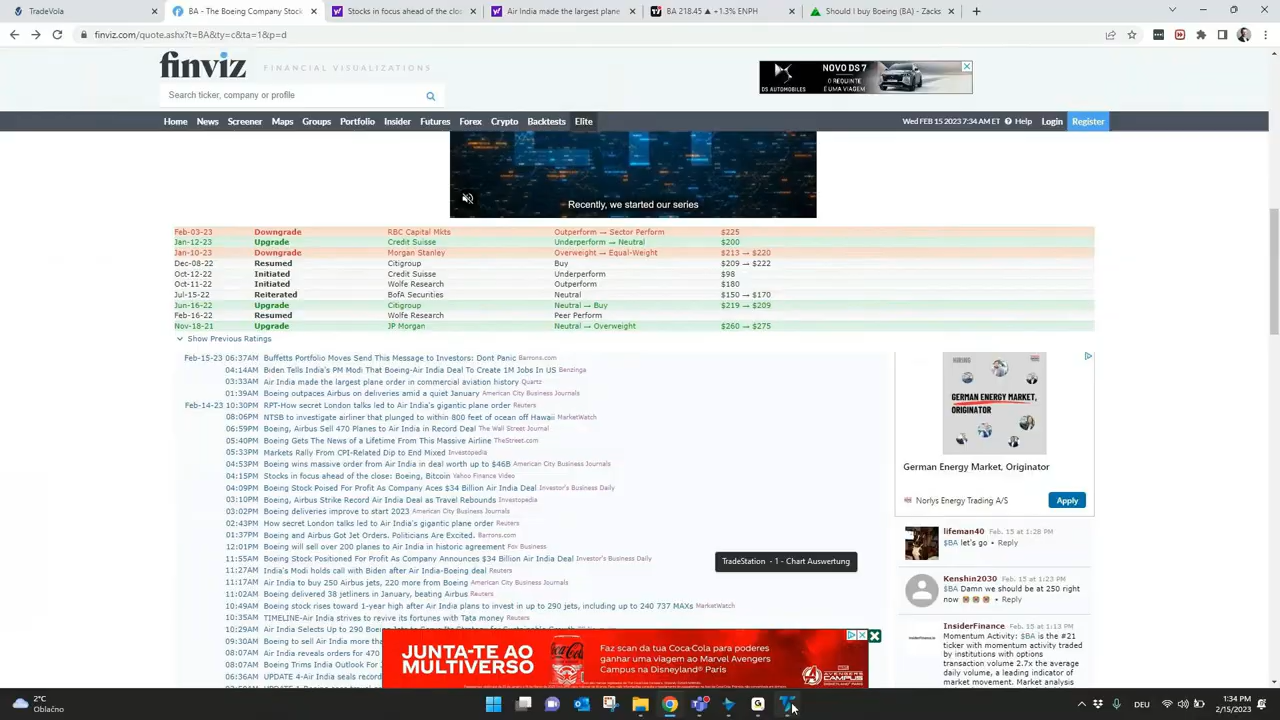 TradeVola
BA - The Boeing Company Stock
Stocks in focus ahead of the clo
Air India made the largest plane
BA 218.45 ▲ +1.3% ENPH
Should I buy Boeing (BA) - Zacks
finviz.com/quote.ashx?t=BA&ty=c&ta=1&p=d
finviz
FINANCIAL VISUALIZATIONS
NOVO DS 7
O REQUINTE
É UMA VIAGEM
DS AUTOMOBILES
Search ticker, company or profile
Home News Screener Maps Groups Portfolio Insider Futures Forex Crypto Backtests Elite
Wed FEB 15 2023 7:34 AM ET Help Login Register
Recently, we started our series
Feb-03-23 Downgrade RBC Capital Mkts Outperform → Sector Perform $225
Jan-12-23 Upgrade Credit Suisse Underperform → Neutral $200
Jan-10-23 Downgrade Morgan Stanley Overweight → Equal-Weight $213 → $220
Dec-08-22 Resumed Citigroup Buy $209 → $222
Oct-12-22 Initiated Credit Suisse Underperform $98
Oct-11-22 Initiated Wolfe Research Outperform $180
Jul-15-22 Reiterated BofA Securities Neutral $150 → $170
Jun-16-22 Upgrade Citigroup Neutral → Buy $219 → $209
Feb-16-22 Resumed Wolfe Research Peer Perform
Nov-18-21 Upgrade JP Morgan Neutral → Overweight $260 → $275
Show Previous Ratings
Feb-15-23 06:37AM Buffetts Portfolio Moves Send This Message to Investors: Dont Panic Barrons.com
04:14AM Biden Tells India's PM Modi That Boeing-Air India Deal To Create 1M Jobs In US Benzinga
03:33AM Air India made the largest plane order in commercial aviation history Quartz
01:39AM Boeing outpaces Airbus on deliveries amid a quiet January American City Business Journals
Feb-14-23 10:30PM RPT-How secret London talks led to Air India's gigantic plane order Reuters
08:06PM NTSB to investigate airliner that plunged to within 800 feet of ocean off Hawaii MarketWatch
06:59PM Boeing, Airbus Sell 470 Planes to Air India in Record Deal The Wall Street Journal
05:40PM Boeing Gets The News of a Lifetime From This Massive Airline TheStreet.com
05:33PM Markets Rally From CPI-Related Dip to End Mixed Investopedia
04:53PM Boeing wins massive order from Air India in deal worth up to $46B American City Business Journals
04:15PM Stocks in focus ahead of the close: Boeing, Bitcoin Yahoo Finance Video
04:09PM Boeing Stock Poised For Profit As Company Aces $34 Billion Air India Deal Investor's Business Daily
03:10PM Boeing, Airbus Strike Record Air India Deal as Travel Rebounds Investopedia
03:02PM Boeing deliveries improve to start 2023 American City Business Journals
02:43PM How secret London talks led to Air India's gigantic plane order Reuters
01:37PM Boeing and Airbus Got Jet Orders. Politicians Are Excited. Barrons.com
12:01PM Boeing will sell over 200 planes to Air India in historic agreement Fox Business
11:55AM Boeing Stock Positioned For Profit As Company Announces $34 Billion Air India Deal Investor's Business Daily
11:27AM India's Modi holds call with Biden after Air India-Boeing deal Reuters
11:17AM Air India to buy 250 Airbus jets, 220 more from Boeing American City Business Journals
11:02AM Boeing delivered 38 jetliners in January, beating Airbus Reuters
10:49AM Boeing stock rises toward 1-year high after Air India plans to invest in up to 290 jets, including up to 240 737 MAXs MarketWatch
10:35AM TIMELINE-Air India strives to revive its fortunes with Tata money Reuters
10:29AM Air India Selects Up to 290
09:30AM Boeing to sell Air India more tha
08:07AM Air India reveals orders for 470
08:07AM Boeing Trims India Outlook For
06:36AM UPDATE 4-Air India seals record
HIRING
GERMAN ENERGY MARKET,
ORIGINATOR
German Energy Market, Originator
Norlys Energy Trading A/S
Apply
lifeman40 Feb. 15 at 1:28 PM
$BA let's go • Reply
Kenshin2030 Feb. 15 at 1:23 PM
$BA Damn we should be at 250 right
now • Reply
InsiderFinance Feb. 15 at 1:13 PM
Momentum Activity: $BA is the #21
ticker with momentum activity traded
by institutions with options
transaction volume 2.7x the average
daily volume, a leading indicator of
market movement. Market analysis
TradeStation - 1 - Chart Auswertung
JUNTA-TE AO
MULTIVERSO
Coca-Cola
Faz scan da tua Coca-Cola para poderes
ganhar uma viagem ao Marvel Avengers
Campus na Disneyland® Paris
AVENGERS
CAMPUS
2°C
Oblačno
DEU
1:34 PM
2/15/2023